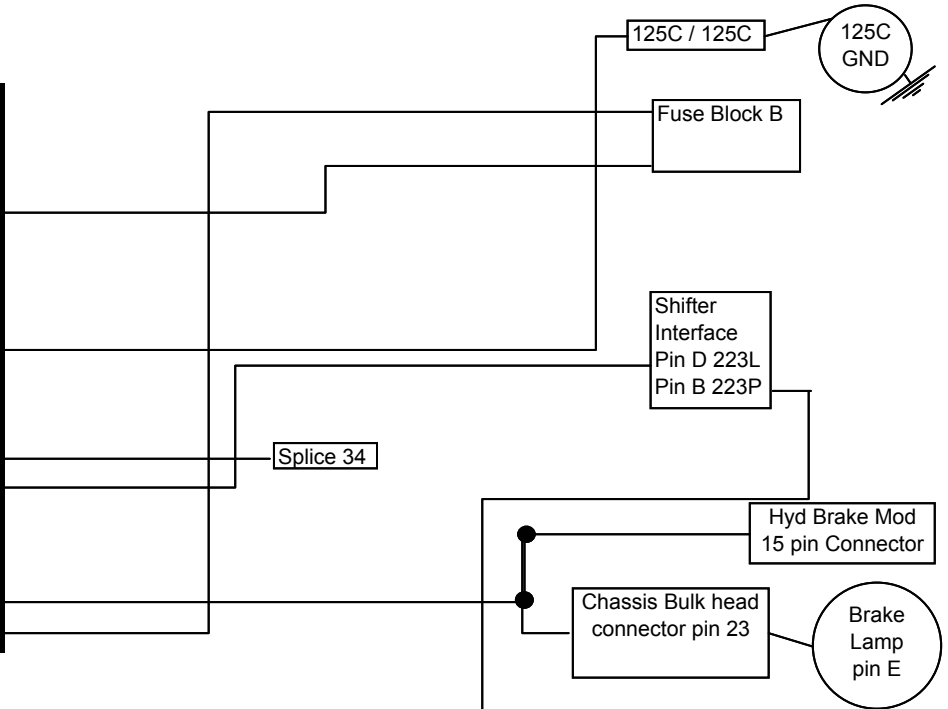 125C / 125C
125C
GND
Fuse Block B
Shifter
Interface
Pin D 223L
Pin B 223P
Splice 34
Hyd Brake Mod
15 pin Connector
Chassis Bulk head
connector pin 23
Brake
Lamp
pin E